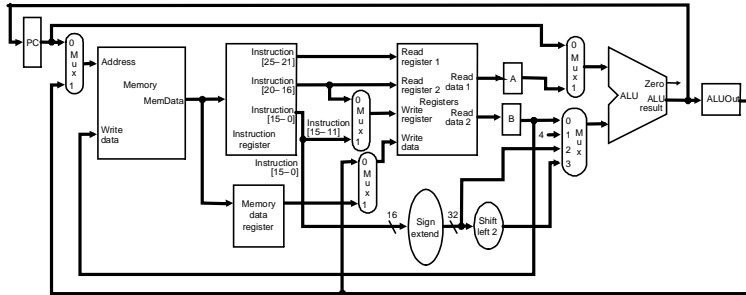 PC
0
M
u
x
1
Address
Memory
MemData
Write
data
Instruction
[25–21]
Instruction
[20–16]
Instruction
[15–0]
Instruction
register
Instruction
[15–0]
Memory
data
register
Instruction
[15–11]
0
M
u
x
1
0
M
u
x
1
Read
register 1
Read
register 2
Registers
Write
register
Write
data
Read
data 1
Read
data 2
16
Sign
extend
32
Shift
left 2
A
B
4
0
M
u
x
1
0
1
2
3
M
u
x
Zero
ALU
ALU
result
ALUOut